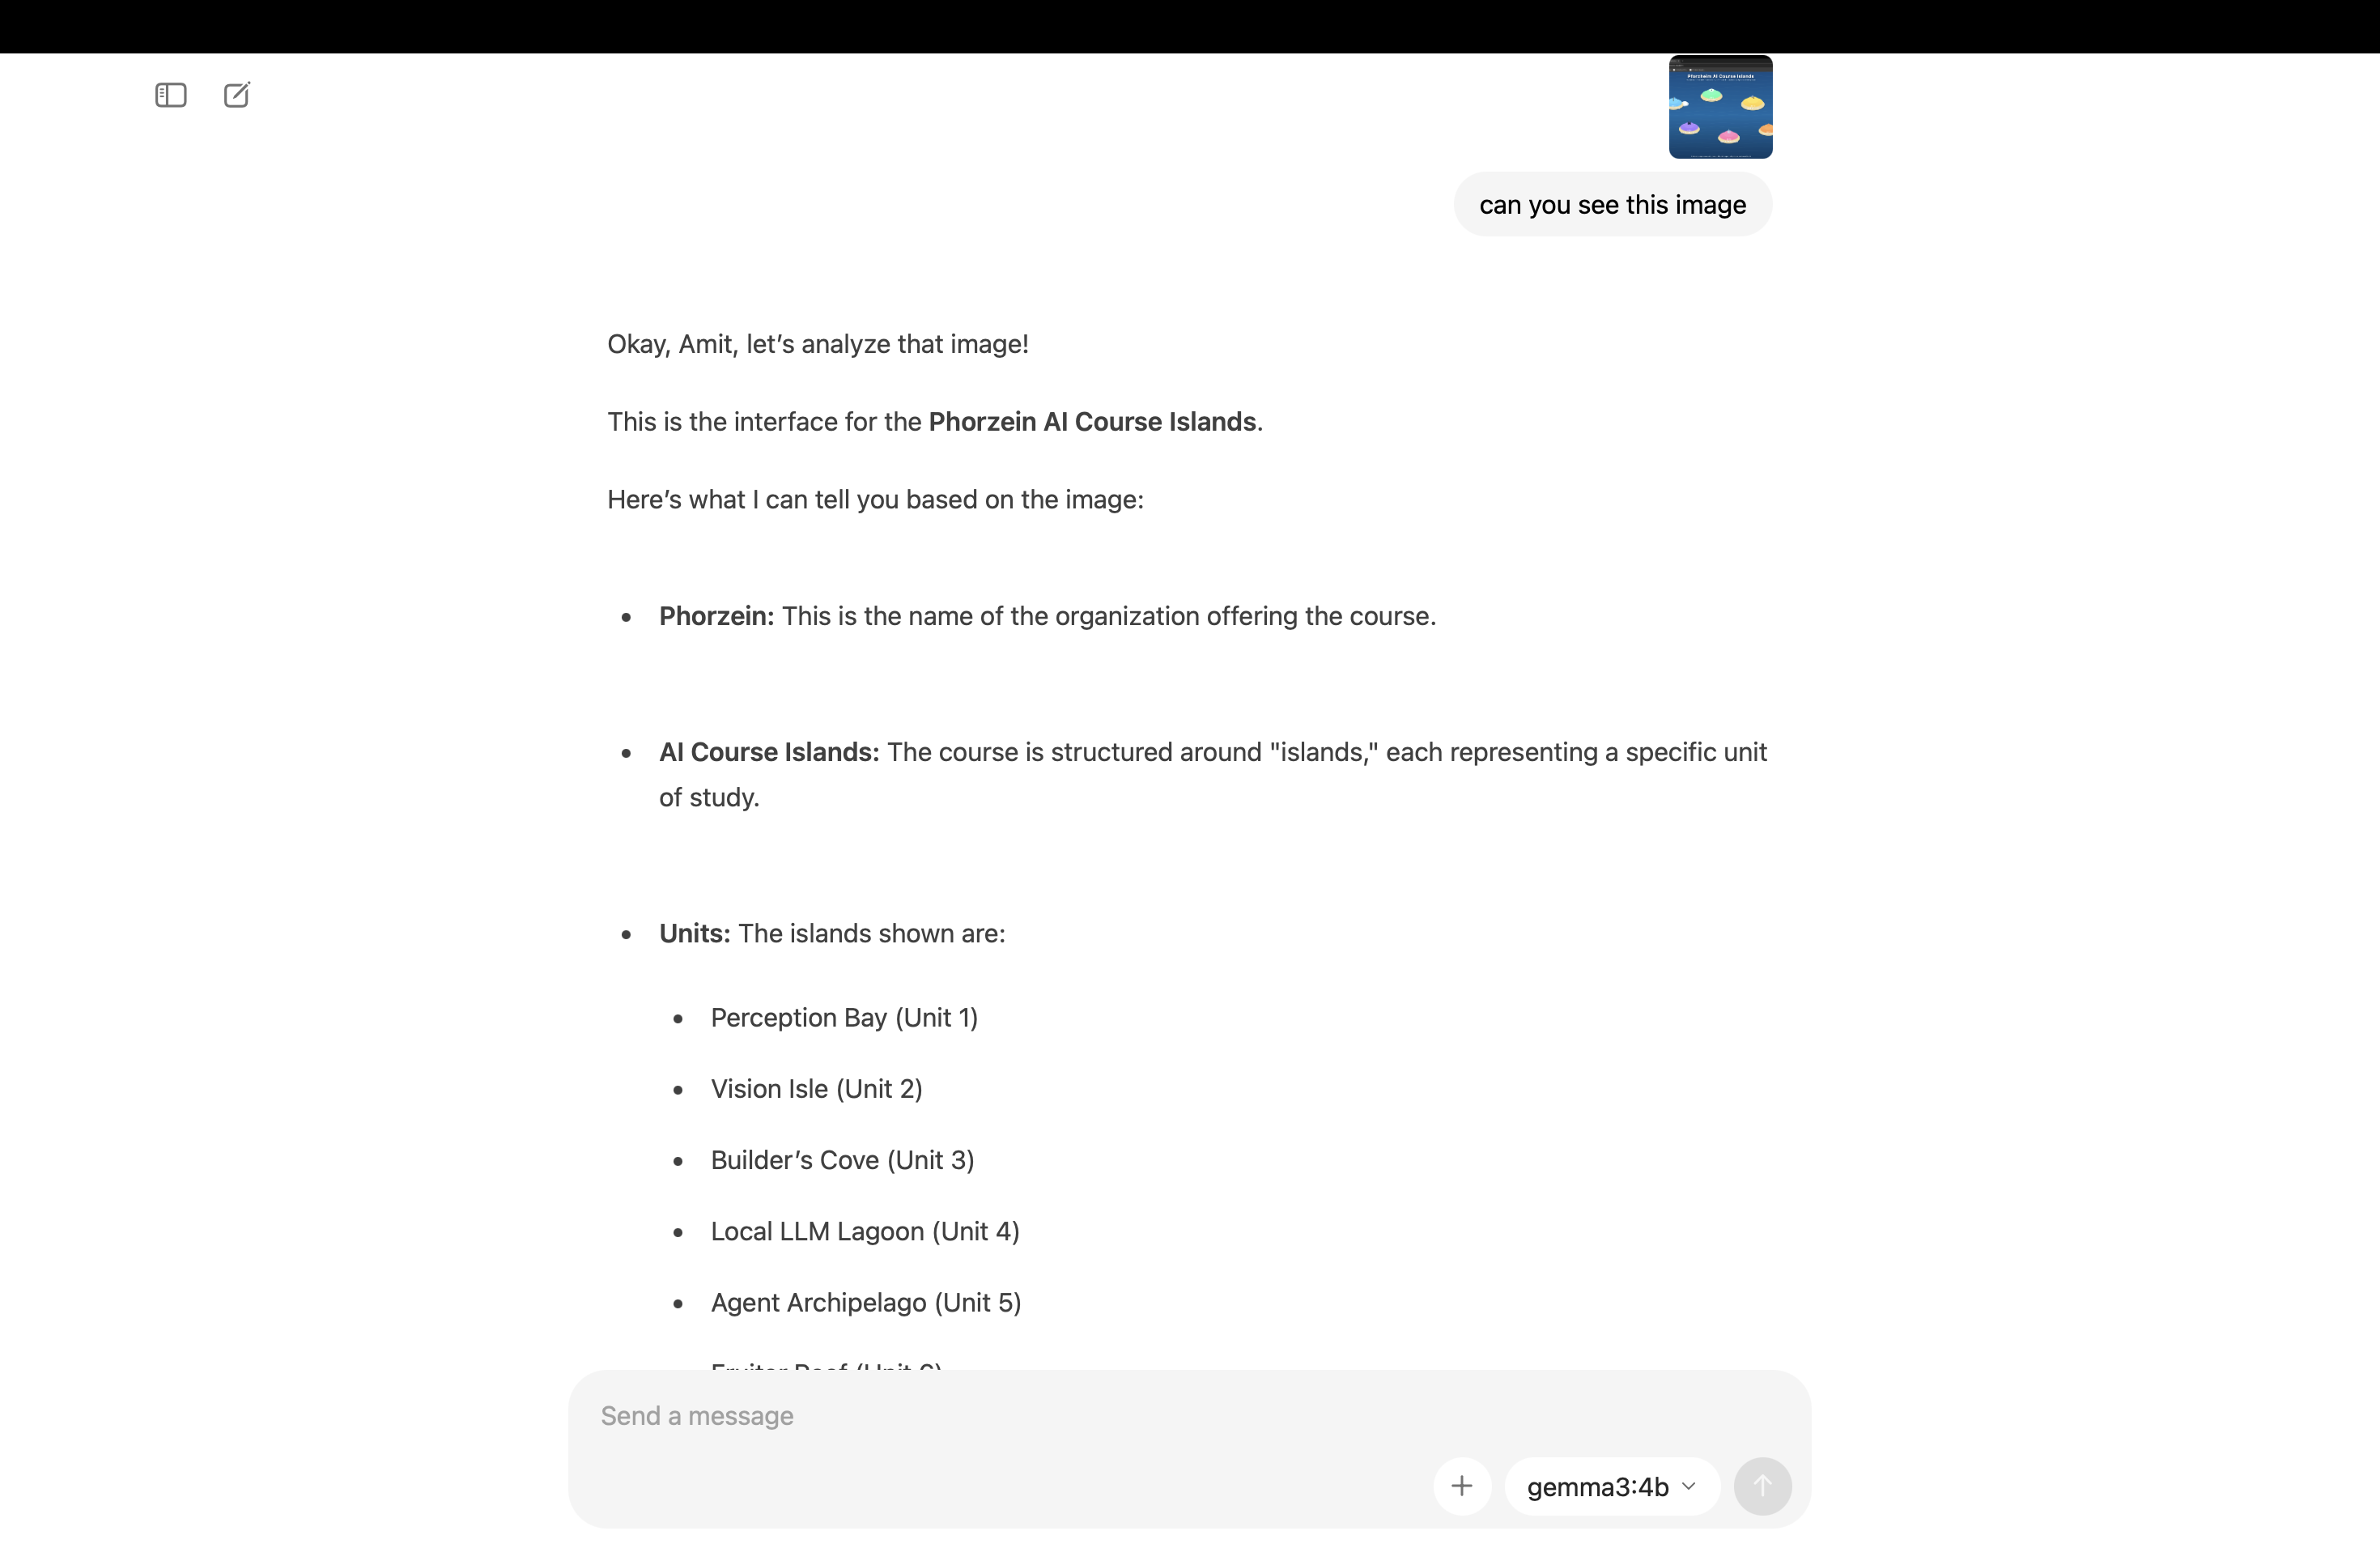 Pforzheim AI Course Islands
can you see this image
Okay, Amit, let’s analyze that image!
This is the interface for the Phorzein AI Course Islands.
Here’s what I can tell you based on the image:
• Phorzein: This is the name of the organization offering the course.
• AI Course Islands: The course is structured around "islands," each representing a specific unit
of study.
• Units: The islands shown are:
• Perception Bay (Unit 1)
• Vision Isle (Unit 2)
• Builder’s Cove (Unit 3)
• Local LLM Lagoon (Unit 4)
• Agent Archipelago (Unit 5)
Send a message
gemma3:4b